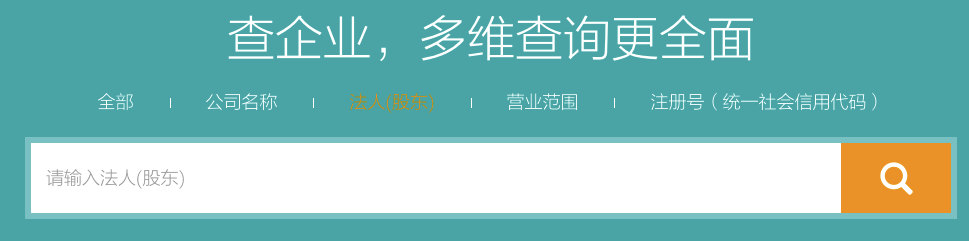 查企业，多维查询更全面
全部 | 公司名称 | 法人(股东) | 营业范围 | 注册号（统一社会信用代码）
请输入法人(股东)